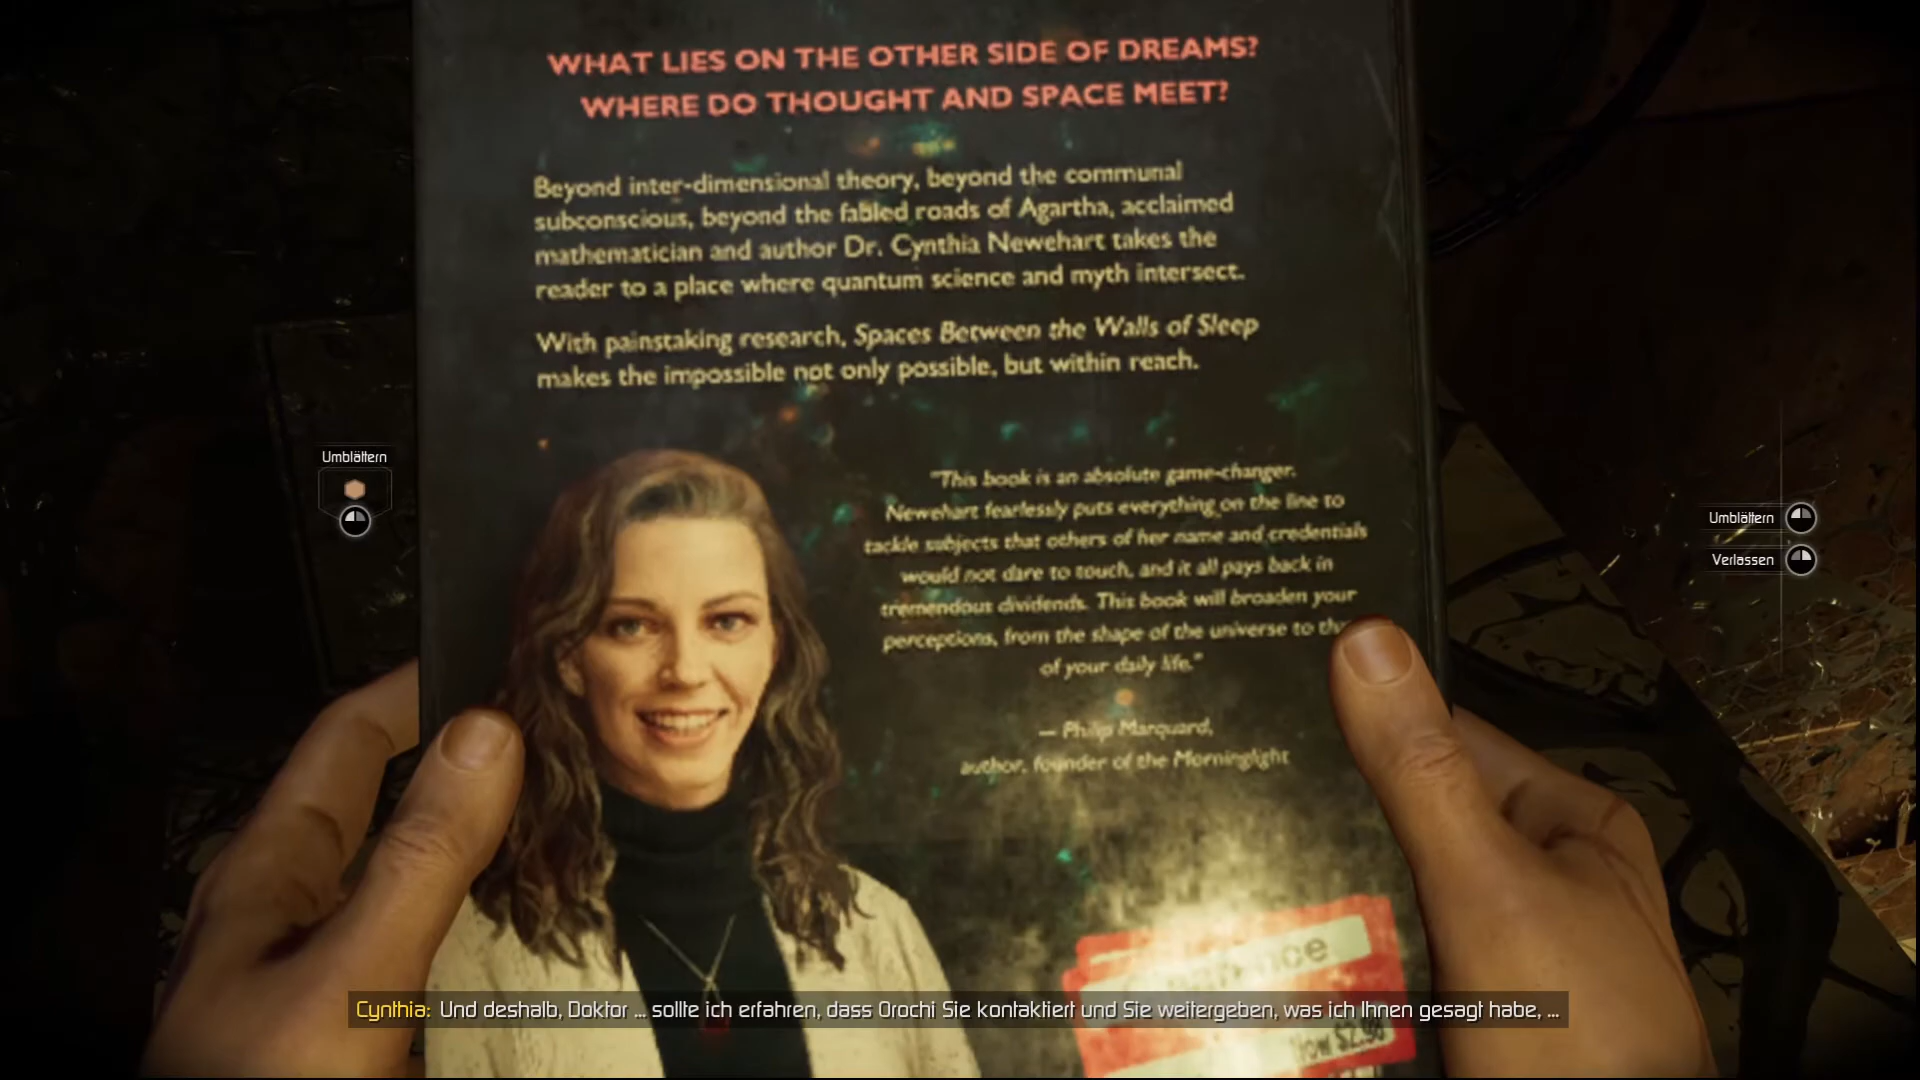 WHAT LIES ON THE OTHER SIDE OF DREAMS?
WHERE DO THOUGHT AND SPACE MEET?
Beyond inter-dimensional theory, beyond the communal
subconscious, beyond the fabled roads of Agartha, acclaimed
mathematician and author Dr. Cynthia Newehart takes the
reader to a place where quantum science and myth intersect.
With painstaking research, Spaces Between the Walls of Sleep
makes the impossible not only possible, but within reach.
Umblättern
"This book is an absolute game-changer.
Newehart fearlessly puts everything on the line to
tackle subjects that others of her name and credentials
would not dare to touch, and it all pays back in
tremendous dividends. This book will broaden your
perceptions, from the shape of the universe to
of your daily life."
— Philip Marquard,
author, founder of the Morninglight
Umblättern
Verlassen
Cynthia: Und deshalb, Doktor ... sollte ich erfahren, dass Orochi Sie kontaktiert und Sie weitergeben, was ich Ihnen gesagt habe, ...
Now $2.98